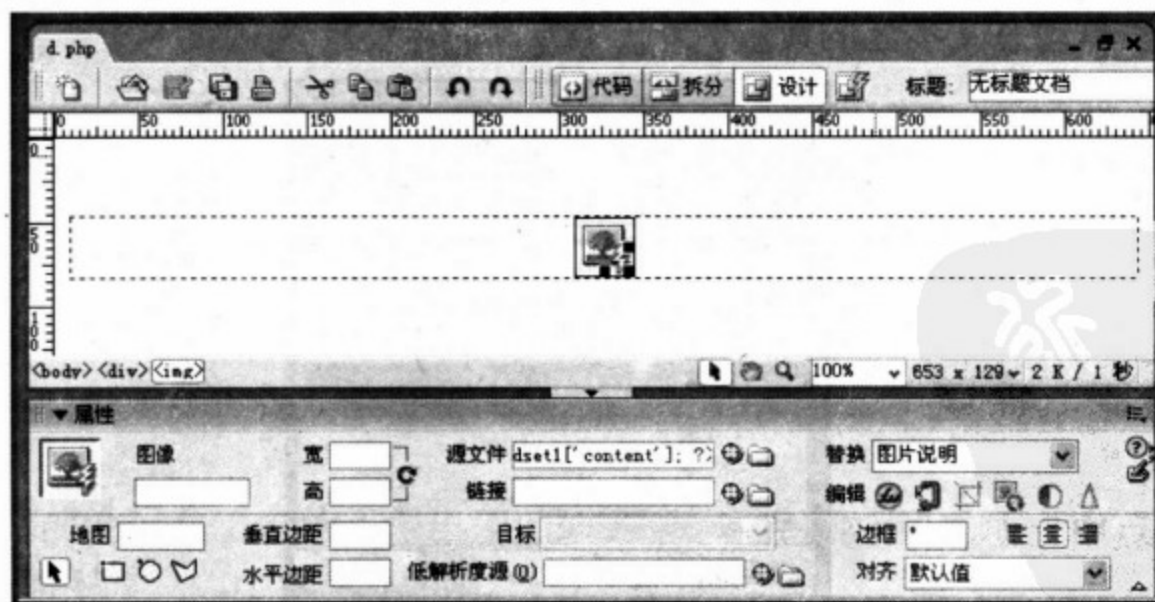 d.php
代码 拆分 设计 标题: 无标题文档
0 50 100 150 200 250 300 350 400 450 500 550 600
0
50
100
<body> <div> <img> 100% 653 x 129 2 K / 1 秒
属性
图像 宽 源文件 dset1['content']; ?> 替换 图片说明
高 链接 编辑
地图 垂直边距 目标 边框
水平边距 低解析度源(Q) 对齐 默认值